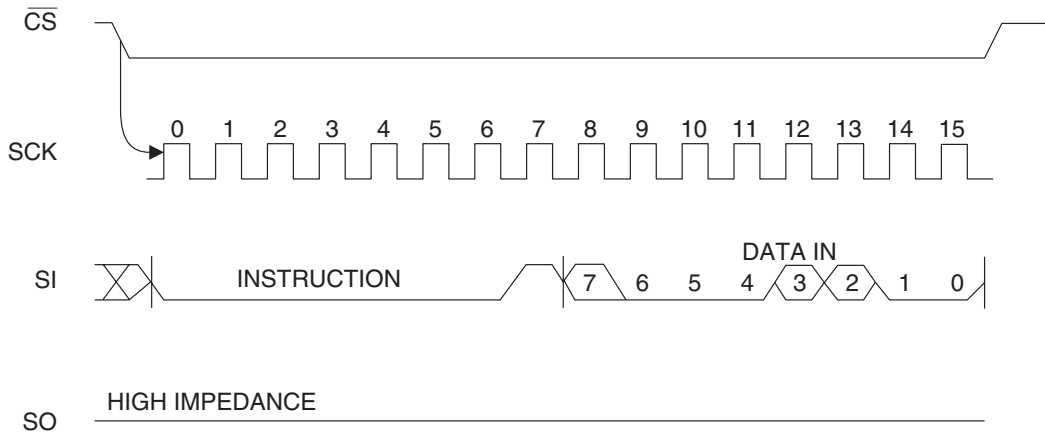 CS
0 1 2 3 4 5 6 7 8 9 10 11 12 13 14 15
SCK
DATA IN
SI INSTRUCTION 7 6 5 4 3 2 1 0
HIGH IMPEDANCE
SO